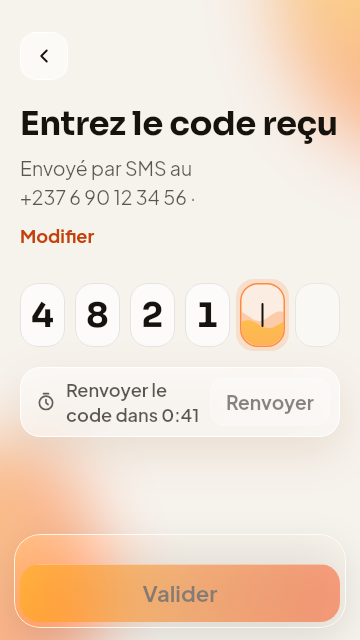 Entrez le code reçu
Envoyé par SMS au
+237 6 90 12 34 56 ·
Modifier
4 8 2 1
Renvoyer le
code dans 0:41
Renvoyer
Valider